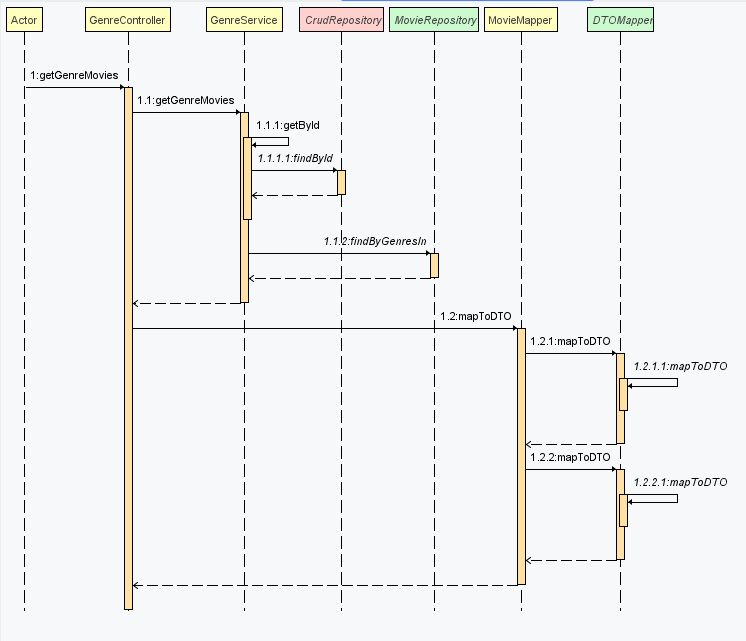 Actor
GenreController
GenreService
CrudRepository
MovieRepository
MovieMapper
DTOMapper
1:getGenreMovies
1.1:getGenreMovies
1.1.1:getById
1.1.1.1:findById
1.1.2:findByGenresIn
1.2:mapToDTO
1.2.1:mapToDTO
1.2.1.1:mapToDTO
1.2.2:mapToDTO
1.2.2.1:mapToDTO